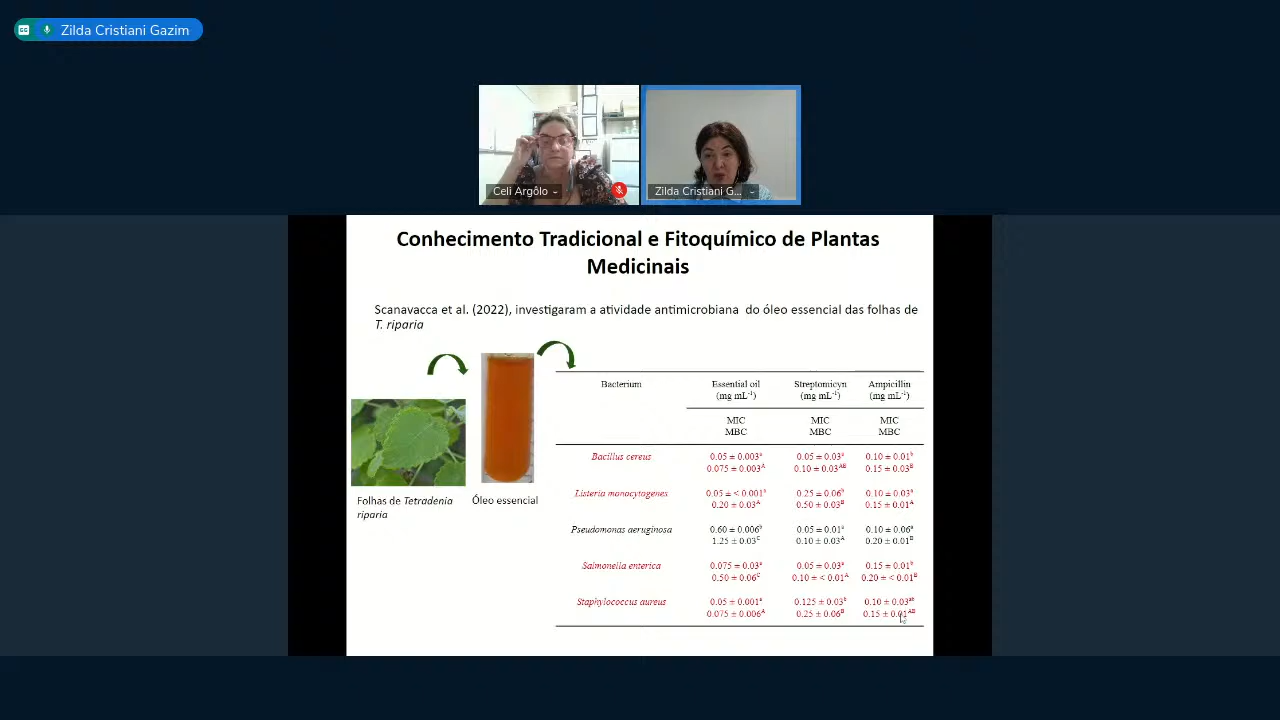 Zilda Cristiani Gazim
Celi Argôlo
Zilda Cristiani G...
Conhecimento Tradicional e Fitoquímico de Plantas
Medicinais
Scanavacca et al. (2022), investigaram a atividade antimicrobiana do óleo essencial das folhas de
T. riparia
Folhas de Tetradenia
riparia
Óleo essencial
Bacterium Essential oil Streptomicyn Ampicillin
(mg mL⁻¹) (mg mL⁻¹) (mg mL⁻¹)
MIC MIC MIC
MBC MBC MBC
Bacillus cereus 0.05 ± 0.003ᵃ 0.05 ± 0.03ᵃ 0.10 ± 0.01ᵇ
0.075 ± 0.003ᴬ 0.10 ± 0.03ᴬᴮ 0.15 ± 0.03ᴮ
Listeria monocytogenes 0.05 ± < 0.001ᵃ 0.25 ± 0.06ᵇ 0.10 ± 0.03ᵃ
0.20 ± 0.03ᴬ 0.50 ± 0.03ᴮ 0.15 ± 0.01ᴬ
Pseudomonas aeruginosa 0.60 ± 0.006ᵇ 0.05 ± 0.01ᵃ 0.10 ± 0.06ᵃ
1.25 ± 0.03ꟲ 0.10 ± 0.03ᴬ 0.20 ± 0.01ᴮ
Salmonella enterica 0.075 ± 0.03ᵃ 0.05 ± 0.03ᵃ 0.15 ± 0.01ᵇ
0.50 ± 0.06ꟲ 0.10 ± < 0.01ᴬ 0.20 ± < 0.01ᴮ
Staphylococcus aureus 0.05 ± 0.001ᵃ 0.125 ± 0.03ᵇ 0.10 ± 0.03ᵃᵇ
0.075 ± 0.006ᴬ 0.25 ± 0.06ᴮ 0.15 ± 0.01ᴬᴮ